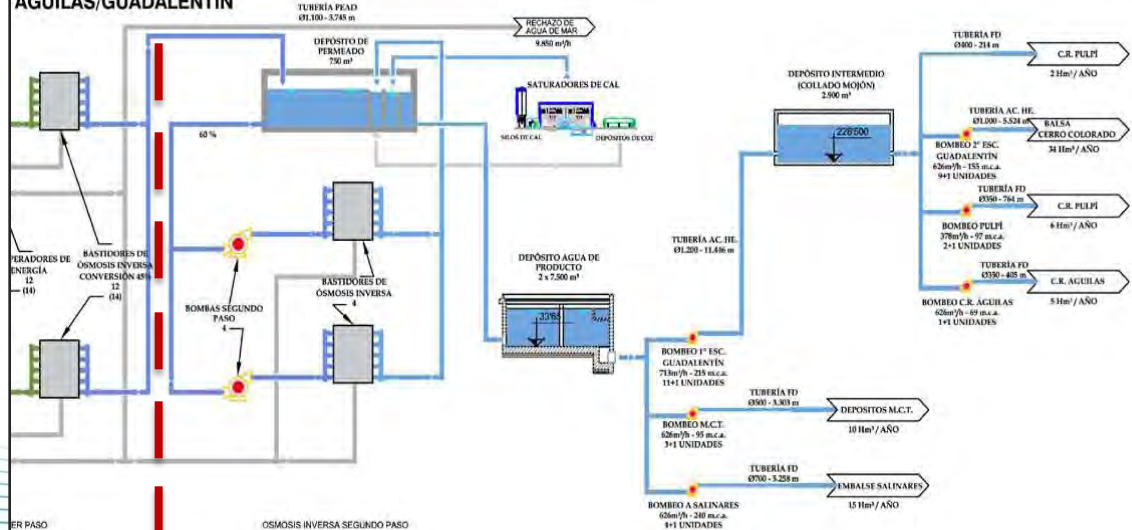 AGUILAS/GUADALENTIN
TUBERÍA PEAD
Ø1.100 - 3.745 m
RECHAZO DE
AGUA DE MAR
9.850 m³/h
DEPÓSITO DE
PERMEADO
750 m³
SATURADORES DE CAL
SILOS DE CAL
DEPÓSITOS DE CO2
60 %
BASTIDORES DE
ÓSMOSIS INVERSA
CONVERSIÓN 45%
12
(14)
PERADORES DE
ENERGÍA
12
(14)
BOMBAS SEGUNDO
PASO
4
BASTIDORES DE
ÓSMOSIS INVERSA
4
DEPÓSITO AGUA DE
PRODUCTO
2 x 7.500 m³
33'65
TUBERÍA AC. HE.
Ø1.200 - 11.446 m
DEPÓSITO INTERMEDIO
(COLLADO MOJÓN)
2.900 m³
228'500
TUBERÍA FD
Ø400 - 214 m
C.R. PULPÍ
2 Hm³ / AÑO
TUBERÍA AC. HE.
Ø1.000 - 5.524 m
BALSA
CERRO COLORADO
34 Hm³ / AÑO
BOMBEO 2º ESC.
GUADALENTÍN
626m³/h - 155 m.c.a.
9+1 UNIDADES
TUBERÍA FD
Ø350 - 764 m
C.R. PULPÍ
6 Hm³ / AÑO
BOMBEO PULPÍ
378m³/h - 97 m.c.a.
2+1 UNIDADES
TUBERÍA FD
Ø350 - 405 m
C.R. AGUILAS
5 Hm³ / AÑO
BOMBEO C.R. AGUILAS
626m³/h - 69 m.c.a.
1+1 UNIDADES
BOMBEO 1º ESC.
GUADALENTÍN
713m³/h - 215 m.c.a.
11+1 UNIDADES
TUBERÍA FD
Ø500 - 3.303 m
DEPOSITOS M.C.T.
10 Hm³ / AÑO
BOMBEO M.C.T.
626m³/h - 95 m.c.a.
3+1 UNIDADES
TUBERÍA FD
Ø700 - 3.258 m
EMBALSE SALINARES
15 Hm³ / AÑO
BOMBEO A SALINARES
626m³/h - 240 m.c.a.
4+1 UNIDADES
ER PASO
OSMOSIS INVERSA SEGUNDO PASO